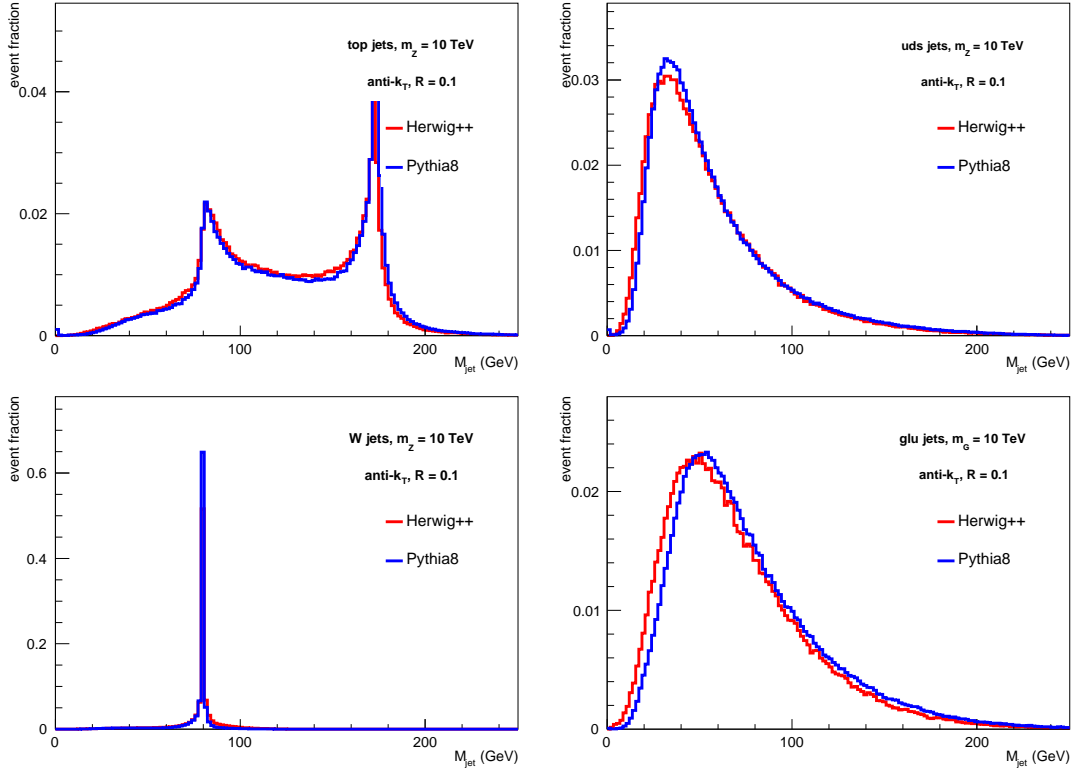 event fraction
top jets, m_Z = 10 TeV
anti-k_T, R = 0.1
Herwig++
Pythia8
0.04
0.02
0
0 100 200
M_jet (GeV)
event fraction
uds jets, m_Z = 10 TeV
anti-k_T, R = 0.1
Herwig++
Pythia8
0.03
0.02
0.01
0
0 100 200
M_jet (GeV)
event fraction
W jets, m_Z = 10 TeV
anti-k_T, R = 0.1
Herwig++
Pythia8
0.6
0.4
0.2
0
0 100 200
M_jet (GeV)
event fraction
glu jets, m_G = 10 TeV
anti-k_T, R = 0.1
Herwig++
Pythia8
0.02
0.01
0
0 100 200
M_jet (GeV)